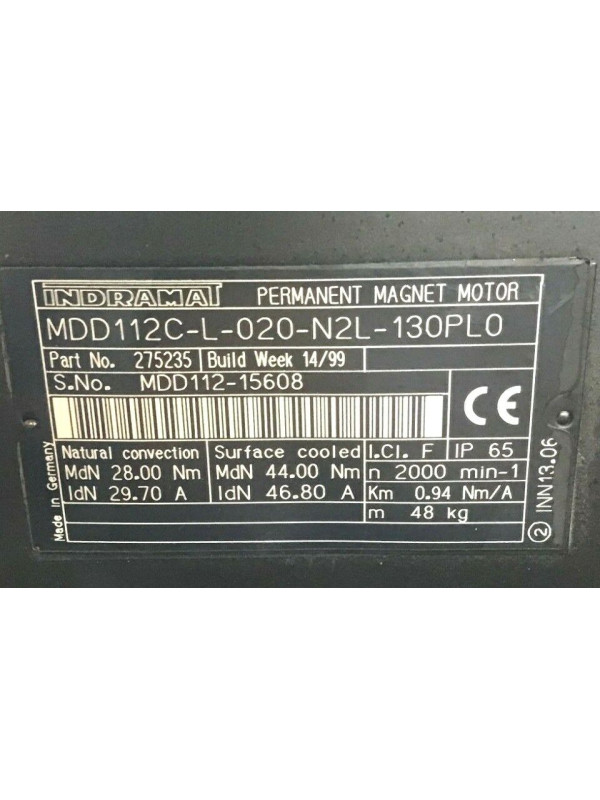 INDRAMAT PERMANENT MAGNET MOTOR
MDD112C-L-020-N2L-130PL0
Part No. 275235 Build Week 14/99
S.No. MDD112-15608
CE
Natural convection Surface cooled I.Cl. F IP 65
MdN 28.00 Nm MdN 44.00 Nm n 2000 min-1
IdN 29.70 A IdN 46.80 A Km 0.94 Nm/A
m 48 kg
Made in Germany
2 INN13.06